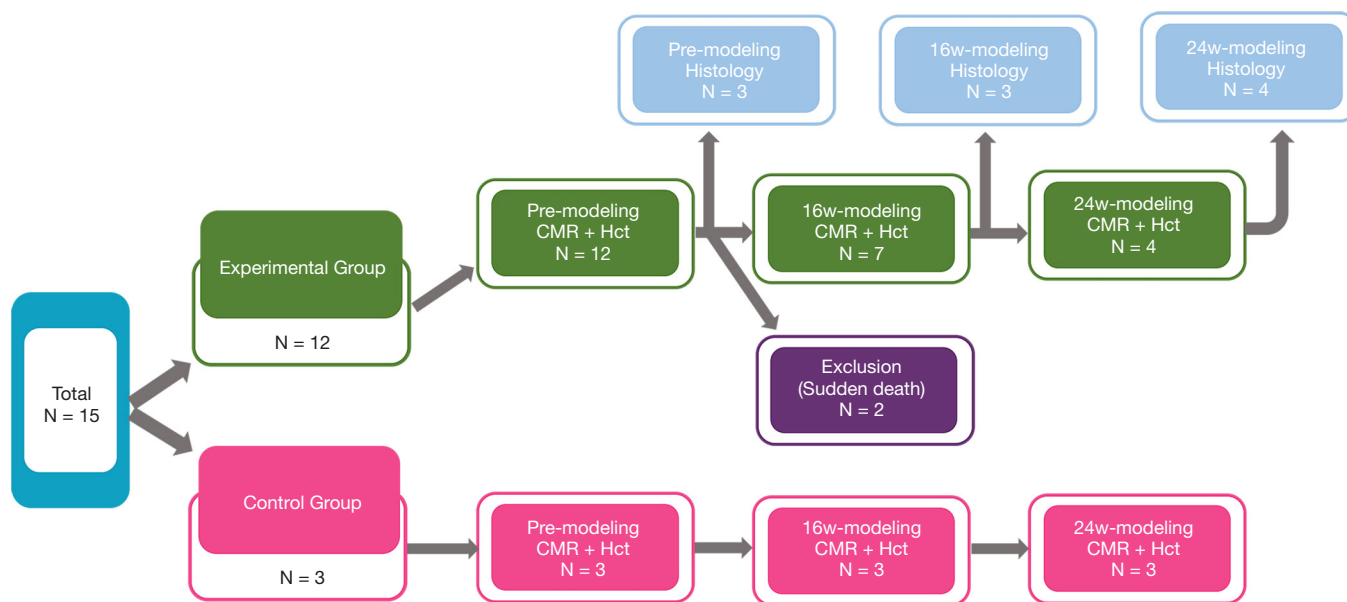 Total
N = 15
Experimental Group
N = 12
Pre-modeling
CMR + Hct
N = 12
Pre-modeling
Histology
N = 3
16w-modeling
CMR + Hct
N = 7
16w-modeling
Histology
N = 3
24w-modeling
CMR + Hct
N = 4
24w-modeling
Histology
N = 4
Exclusion
(Sudden death)
N = 2
Control Group
N = 3
Pre-modeling
CMR + Hct
N = 3
16w-modeling
CMR + Hct
N = 3
24w-modeling
CMR + Hct
N = 3